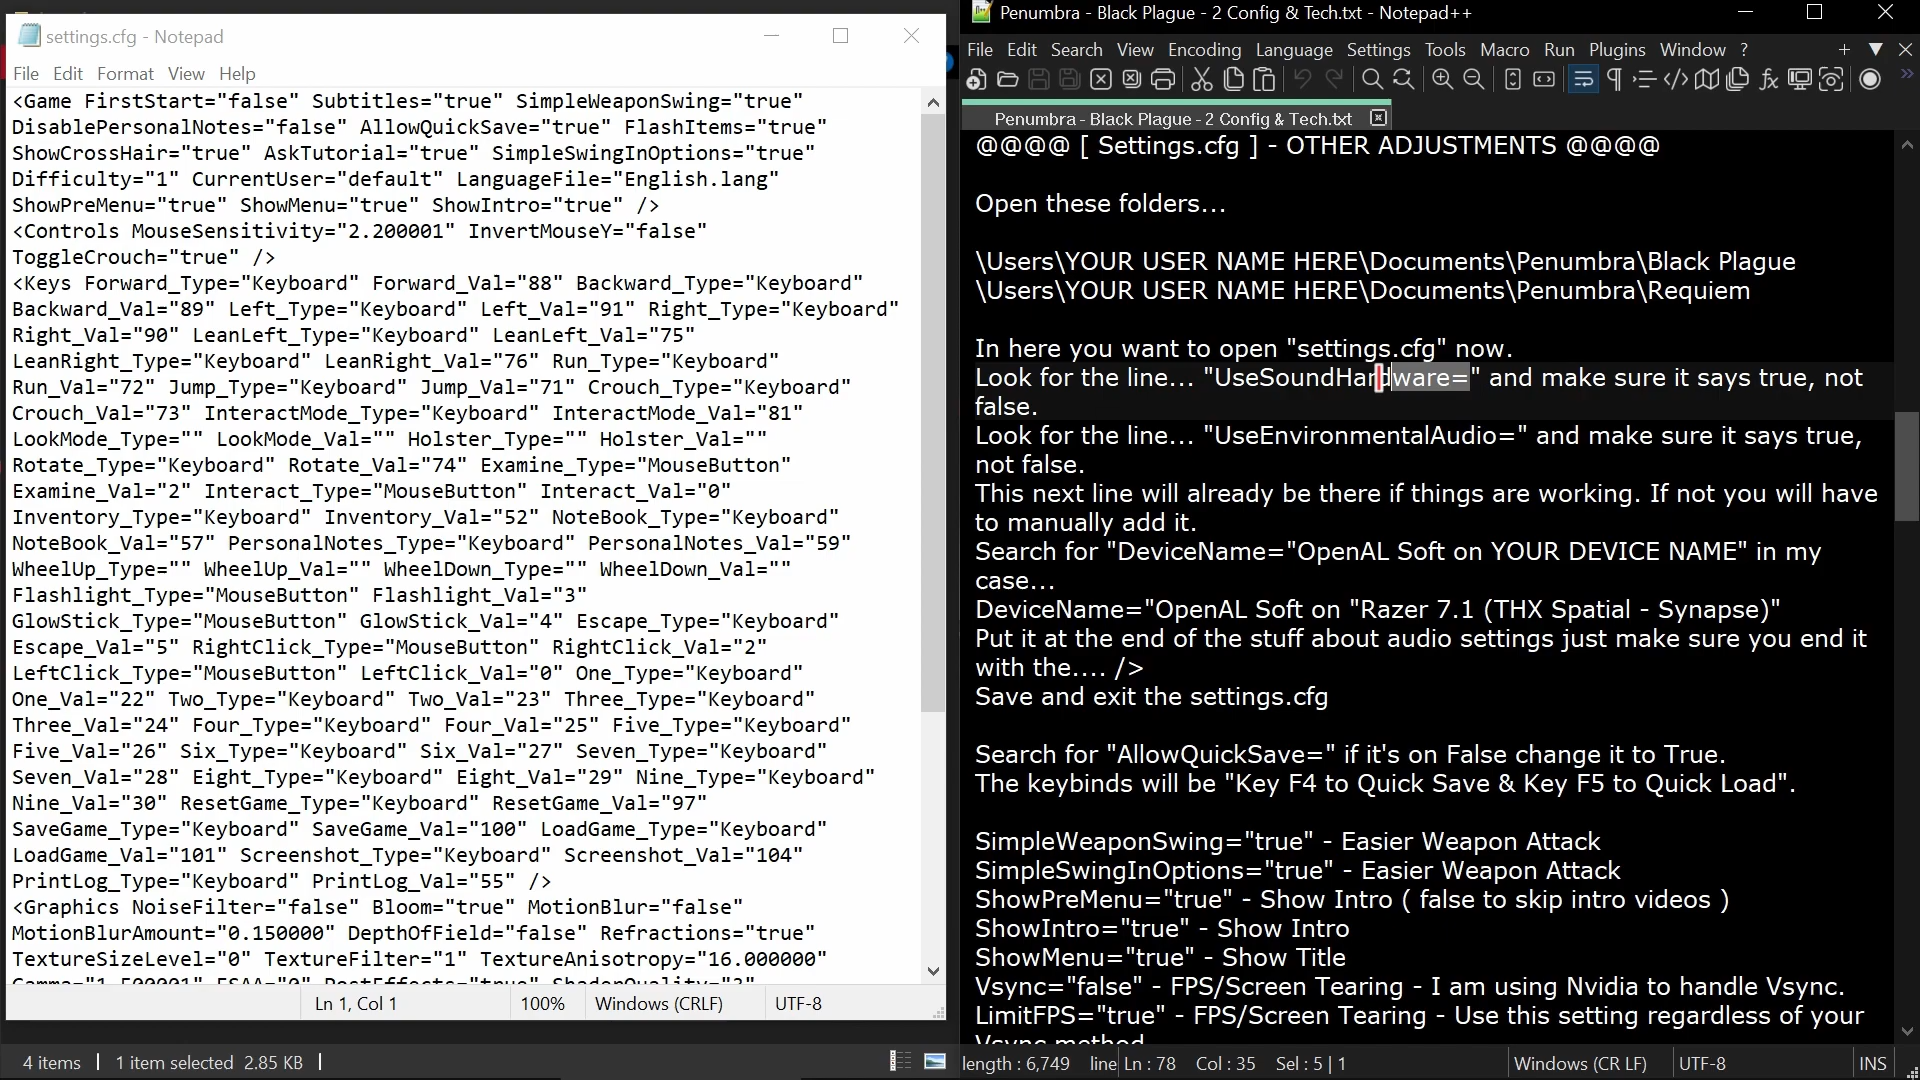 settings.cfg - Notepad
File Edit Format View Help
<Game FirstStart="false" Subtitles="true" SimpleWeaponSwing="true"
DisablePersonalNotes="false" AllowQuickSave="true" FlashItems="true"
ShowCrossHair="true" AskTutorial="true" SimpleSwingInOptions="true"
Difficulty="1" CurrentUser="default" LanguageFile="English.lang"
ShowPreMenu="true" ShowMenu="true" ShowIntro="true" />
<Controls MouseSensitivity="2.200001" InvertMouseY="false"
ToggleCrouch="true" />
<Keys Forward_Type="Keyboard" Forward_Val="88" Backward_Type="Keyboard"
Backward_Val="89" Left_Type="Keyboard" Left_Val="91" Right_Type="Keyboard"
Right_Val="90" LeanLeft_Type="Keyboard" LeanLeft_Val="75"
LeanRight_Type="Keyboard" LeanRight_Val="76" Run_Type="Keyboard"
Run_Val="72" Jump_Type="Keyboard" Jump_Val="71" Crouch_Type="Keyboard"
Crouch_Val="73" InteractMode_Type="Keyboard" InteractMode_Val="81"
LookMode_Type="" LookMode_Val="" Holster_Type="" Holster_Val=""
Rotate_Type="Keyboard" Rotate_Val="74" Examine_Type="MouseButton"
Examine_Val="2" Interact_Type="MouseButton" Interact_Val="0"
Inventory_Type="Keyboard" Inventory_Val="52" NoteBook_Type="Keyboard"
NoteBook_Val="57" PersonalNotes_Type="Keyboard" PersonalNotes_Val="59"
WheelUp_Type="" WheelUp_Val="" WheelDown_Type="" WheelDown_Val=""
Flashlight_Type="MouseButton" Flashlight_Val="3"
GlowStick_Type="MouseButton" GlowStick_Val="4" Escape_Type="Keyboard"
Escape_Val="5" RightClick_Type="MouseButton" RightClick_Val="2"
LeftClick_Type="MouseButton" LeftClick_Val="0" One_Type="Keyboard"
One_Val="22" Two_Type="Keyboard" Two_Val="23" Three_Type="Keyboard"
Three_Val="24" Four_Type="Keyboard" Four_Val="25" Five_Type="Keyboard"
Five_Val="26" Six_Type="Keyboard" Six_Val="27" Seven_Type="Keyboard"
Seven_Val="28" Eight_Type="Keyboard" Eight_Val="29" Nine_Type="Keyboard"
Nine_Val="30" ResetGame_Type="Keyboard" ResetGame_Val="97"
SaveGame_Type="Keyboard" SaveGame_Val="100" LoadGame_Type="Keyboard"
LoadGame_Val="101" Screenshot_Type="Keyboard" Screenshot_Val="104"
PrintLog_Type="Keyboard" PrintLog_Val="55" />
<Graphics NoiseFilter="false" Bloom="true" MotionBlur="false"
MotionBlurAmount="0.150000" DepthOfField="false" Refractions="true"
TextureSizeLevel="0" TextureFilter="1" TextureAnisotropy="16.000000"
Ln 1, Col 1 100% Windows (CRLF) UTF-8
4 items 1 item selected 2.85 KB
Penumbra - Black Plague - 2 Config & Tech.txt - Notepad++
File Edit Search View Encoding Language Settings Tools Macro Run Plugins Window ?
Penumbra - Black Plague - 2 Config & Tech.txt
@@@@ [ Settings.cfg ] - OTHER ADJUSTMENTS @@@@
Open these folders...
\Users\YOUR USER NAME HERE\Documents\Penumbra\Black Plague
\Users\YOUR USER NAME HERE\Documents\Penumbra\Requiem
In here you want to open "settings.cfg" now.
Look for the line... "UseSoundHardware=" and make sure it says true, not
false.
Look for the line... "UseEnvironmentalAudio=" and make sure it says true,
not false.
This next line will already be there if things are working. If not you will have
to manually add it.
Search for "DeviceName="OpenAL Soft on YOUR DEVICE NAME" in my
case...
DeviceName="OpenAL Soft on "Razer 7.1 (THX Spatial - Synapse)"
Put it at the end of the stuff about audio settings just make sure you end it
with the.... />
Save and exit the settings.cfg
Search for "AllowQuickSave=" if it's on False change it to True.
The keybinds will be "Key F4 to Quick Save & Key F5 to Quick Load".
SimpleWeaponSwing="true" - Easier Weapon Attack
SimpleSwingInOptions="true" - Easier Weapon Attack
ShowPreMenu="true" - Show Intro ( false to skip intro videos )
ShowIntro="true" - Show Intro
ShowMenu="true" - Show Title
Vsync="false" - FPS/Screen Tearing - I am using Nvidia to handle Vsync.
LimitFPS="true" - FPS/Screen Tearing - Use this setting regardless of your
Vsync method
length : 6,749 line Ln : 78 Col : 35 Sel : 5 | 1 Windows (CR LF) UTF-8 INS